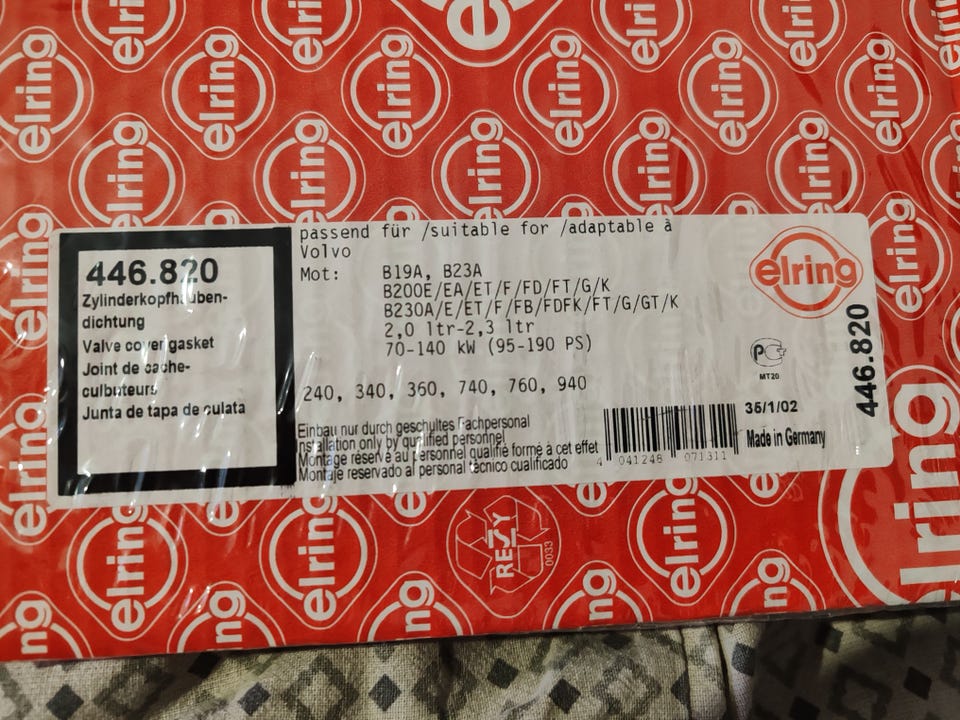 elring
446.820
Zylinderkopfhauben-
dichtung
Valve cover gasket
Joint de cache-
culbuteurs
Junta de tapa de culata
passend für /suitable for /adaptable à
Volvo
Mot: B19A, B23A
B200E/EA/ET/F/FD/FT/G/K
B230A/E/ET/F/FB/FDFK/FT/G/GT/K
2,0 ltr-2,3 ltr
70-140 kW (95-190 PS)
240, 340, 360, 740, 760, 940
Einbau nur durch geschultes Fachpersonal
Installation only by qualified personnel
Montage réservé au personnel qualifié formé à cet effet
Montaje reservado al personal técnico cualificado
4 041248 071311
elring
MT20
35/1/02
Made in Germany
446.820
RESY
0033